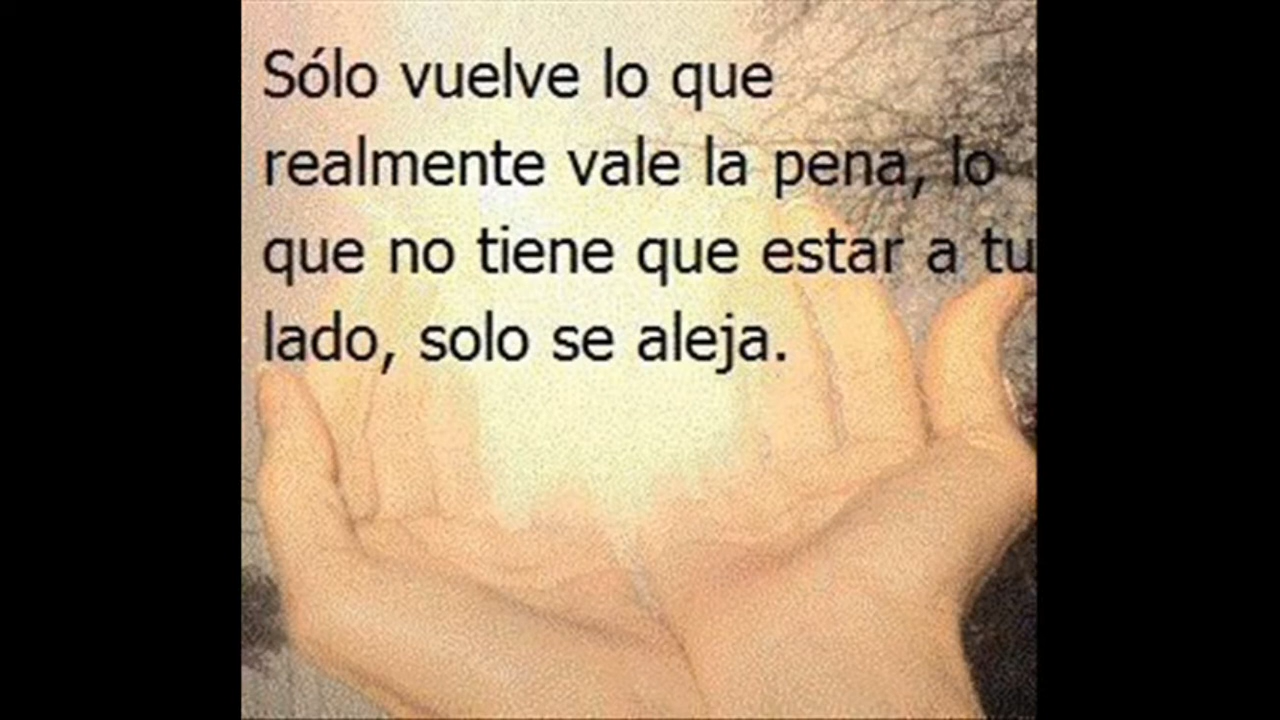 Sólo vuelve lo que
realmente vale la pena, lo
que no tiene que estar a tu
lado, solo se aleja.